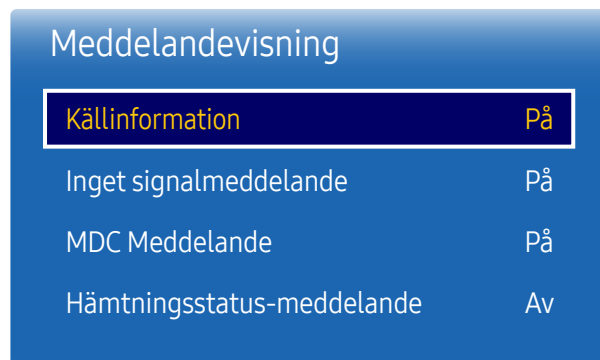 Meddelandevisning
Källinformation På
Inget signalmeddelande På
MDC Meddelande På
Hämtningsstatus-meddelande Av